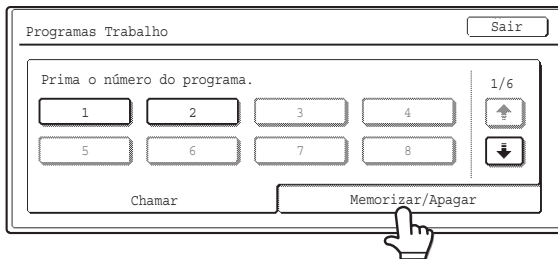 Programas Trabalho
Sair
Prima o número do programa.
1/6
1 2 3 4
5 6 7 8
Chamar
Memorizar/Apagar